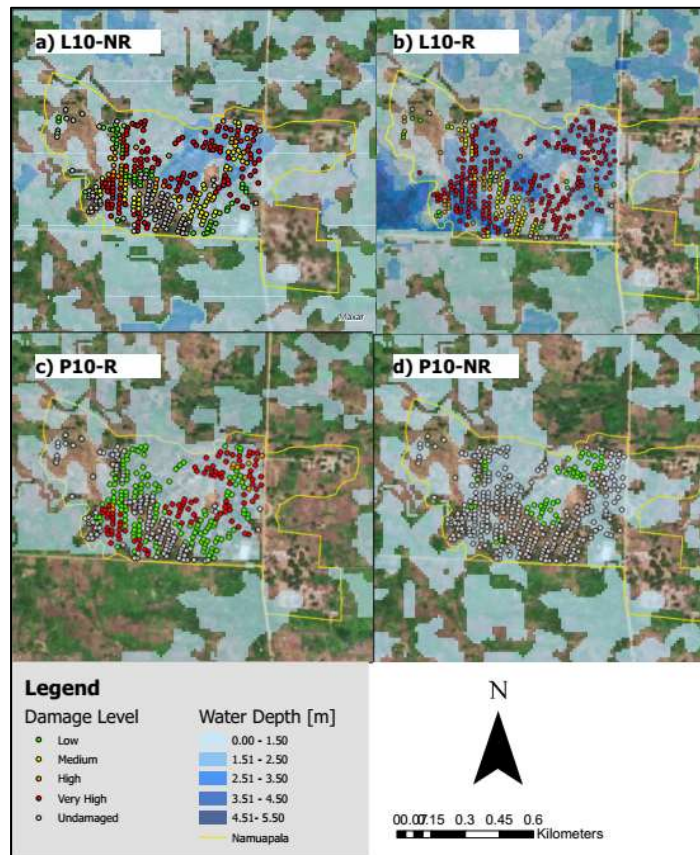 a) L10-NR
b) L10-R
Maxar
c) P10-R
d) P10-NR
Legend
Damage Level
Low
Medium
High
Very High
Undamaged
Water Depth [m]
0.00 - 1.50
1.51 - 2.50
2.51 - 3.50
3.51 - 4.50
4.51- 5.50
Namuapala
N
00.07.15 0.3 0.45 0.6
Kilometers